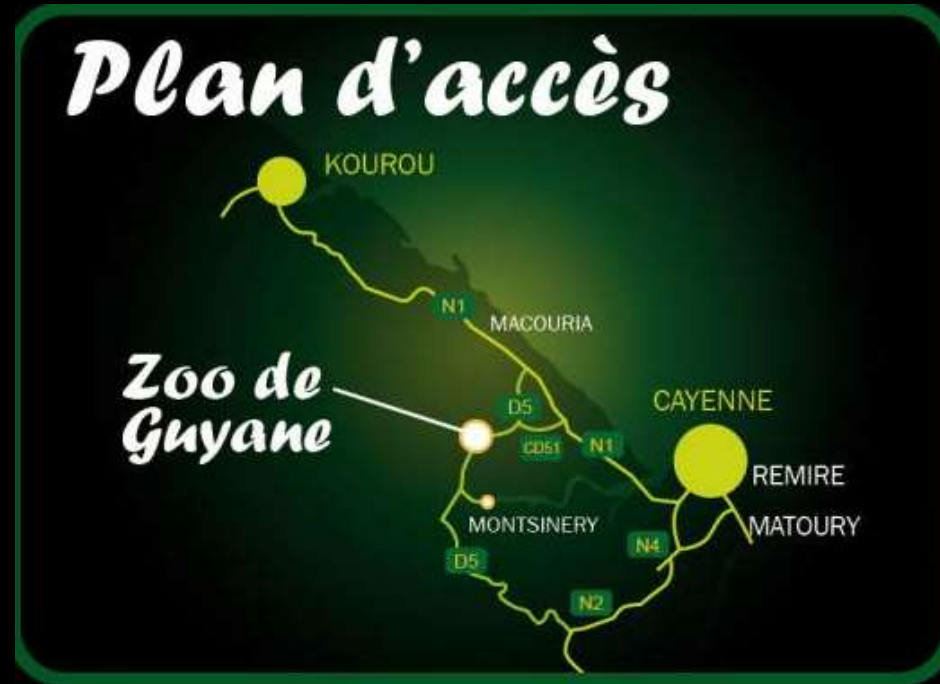 Plan d'accès
KOUROU
N1
MACOURIA
Zoo de
Guyane
D5
CAYENNE
CD51
N1
REMIRE
MONTSINERY
MATOURY
N4
D5
N2